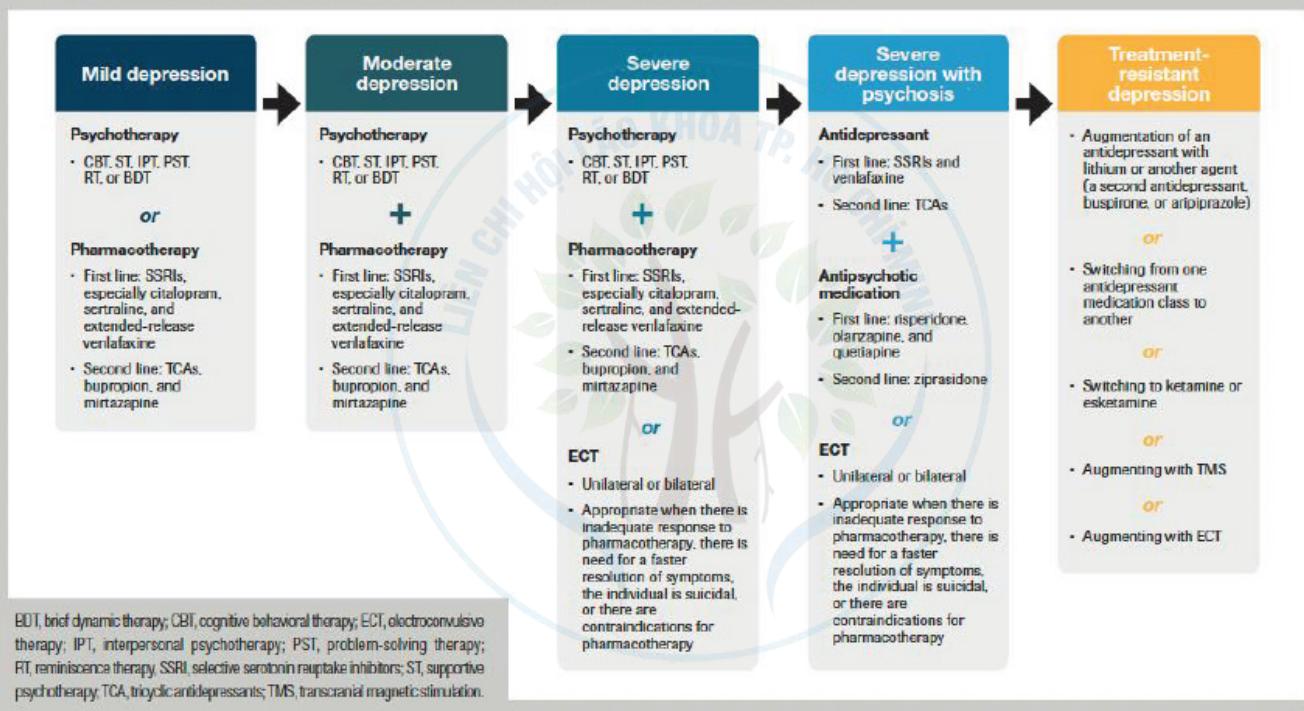 Mild depression
Psychotherapy
• CBT, ST, IPT, PST,
RT, or BDT
or
Pharmacotherapy
• First line: SSRIs,
especially citalopram,
sertraline, and
extended-release
venlafaxine
• Second line: TCAs,
bupropion, and
mirtazapine
Moderate
depression
Psychotherapy
• CBT, ST, IPT, PST,
RT, or BDT
+
Pharmacotherapy
• First line: SSRIs,
especially citalopram,
sertraline, and
extended-release
venlafaxine
• Second line: TCAs,
bupropion, and
mirtazapine
Severe
depression
Psychotherapy
• CBT, ST, IPT, PST,
RT, or BDT
+
Pharmacotherapy
• First line: SSRIs,
especially citalopram,
sertraline, and extended-
release venlafaxine
• Second line: TCAs,
bupropion, and
mirtazapine
or
ECT
• Unilateral or bilateral
• Appropriate when there is
inadequate response to
pharmacotherapy, there is
need for a faster
resolution of symptoms,
the individual is suicidal,
or there are
contraindications for
pharmacotherapy
Severe
depression with
psychosis
Antidepressant
• First line: SSRIs and
venlafaxine
• Second line: TCAs
+
Antipsychotic
medication
• First line: risperidone,
olanzapine, and
quetiapine
• Second line: ziprasidone
or
ECT
• Unilateral or bilateral
• Appropriate when there is
inadequate response to
pharmacotherapy, there is
need for a faster
resolution of symptoms,
the individual is suicidal,
or there are
contraindications for
pharmacotherapy
Treatment-
resistant
depression
• Augmentation of an
antidepressant with
lithium or another agent
(a second antidepressant,
buspirone, or aripiprazole)
or
• Switching from one
antidepressant
medication class to
another
or
• Switching to ketamine or
esketamine
or
• Augmenting with TMS
or
• Augmenting with ECT
BDT, brief dynamic therapy; CBT, cognitive behavioral therapy; ECT, electroconvulsive
therapy; IPT, interpersonal psychotherapy; PST, problem-solving therapy;
RT, reminiscence therapy, SSRI, selective serotonin reuptake inhibitors; ST, supportive
psychotherapy; TCA, tricyclic antidepressants; TMS, transcranial magnetic stimulation.
LIÊN CHI HỘI LÃO KHOA TP. HỒ CHÍ MINH